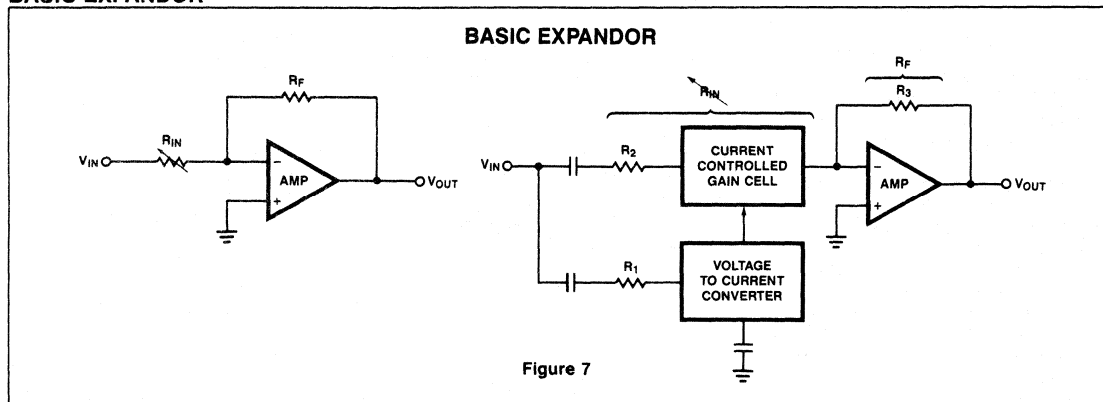 BASIC EXPANDOR
BASIC EXPANDOR
RF
RIN
VIN
−
AMP
+
VOUT
RIN
RF
R3
VIN
R2
CURRENT
CONTROLLED
GAIN CELL
−
AMP
+
VOUT
R1
VOLTAGE
TO CURRENT
CONVERTER
Figure 7